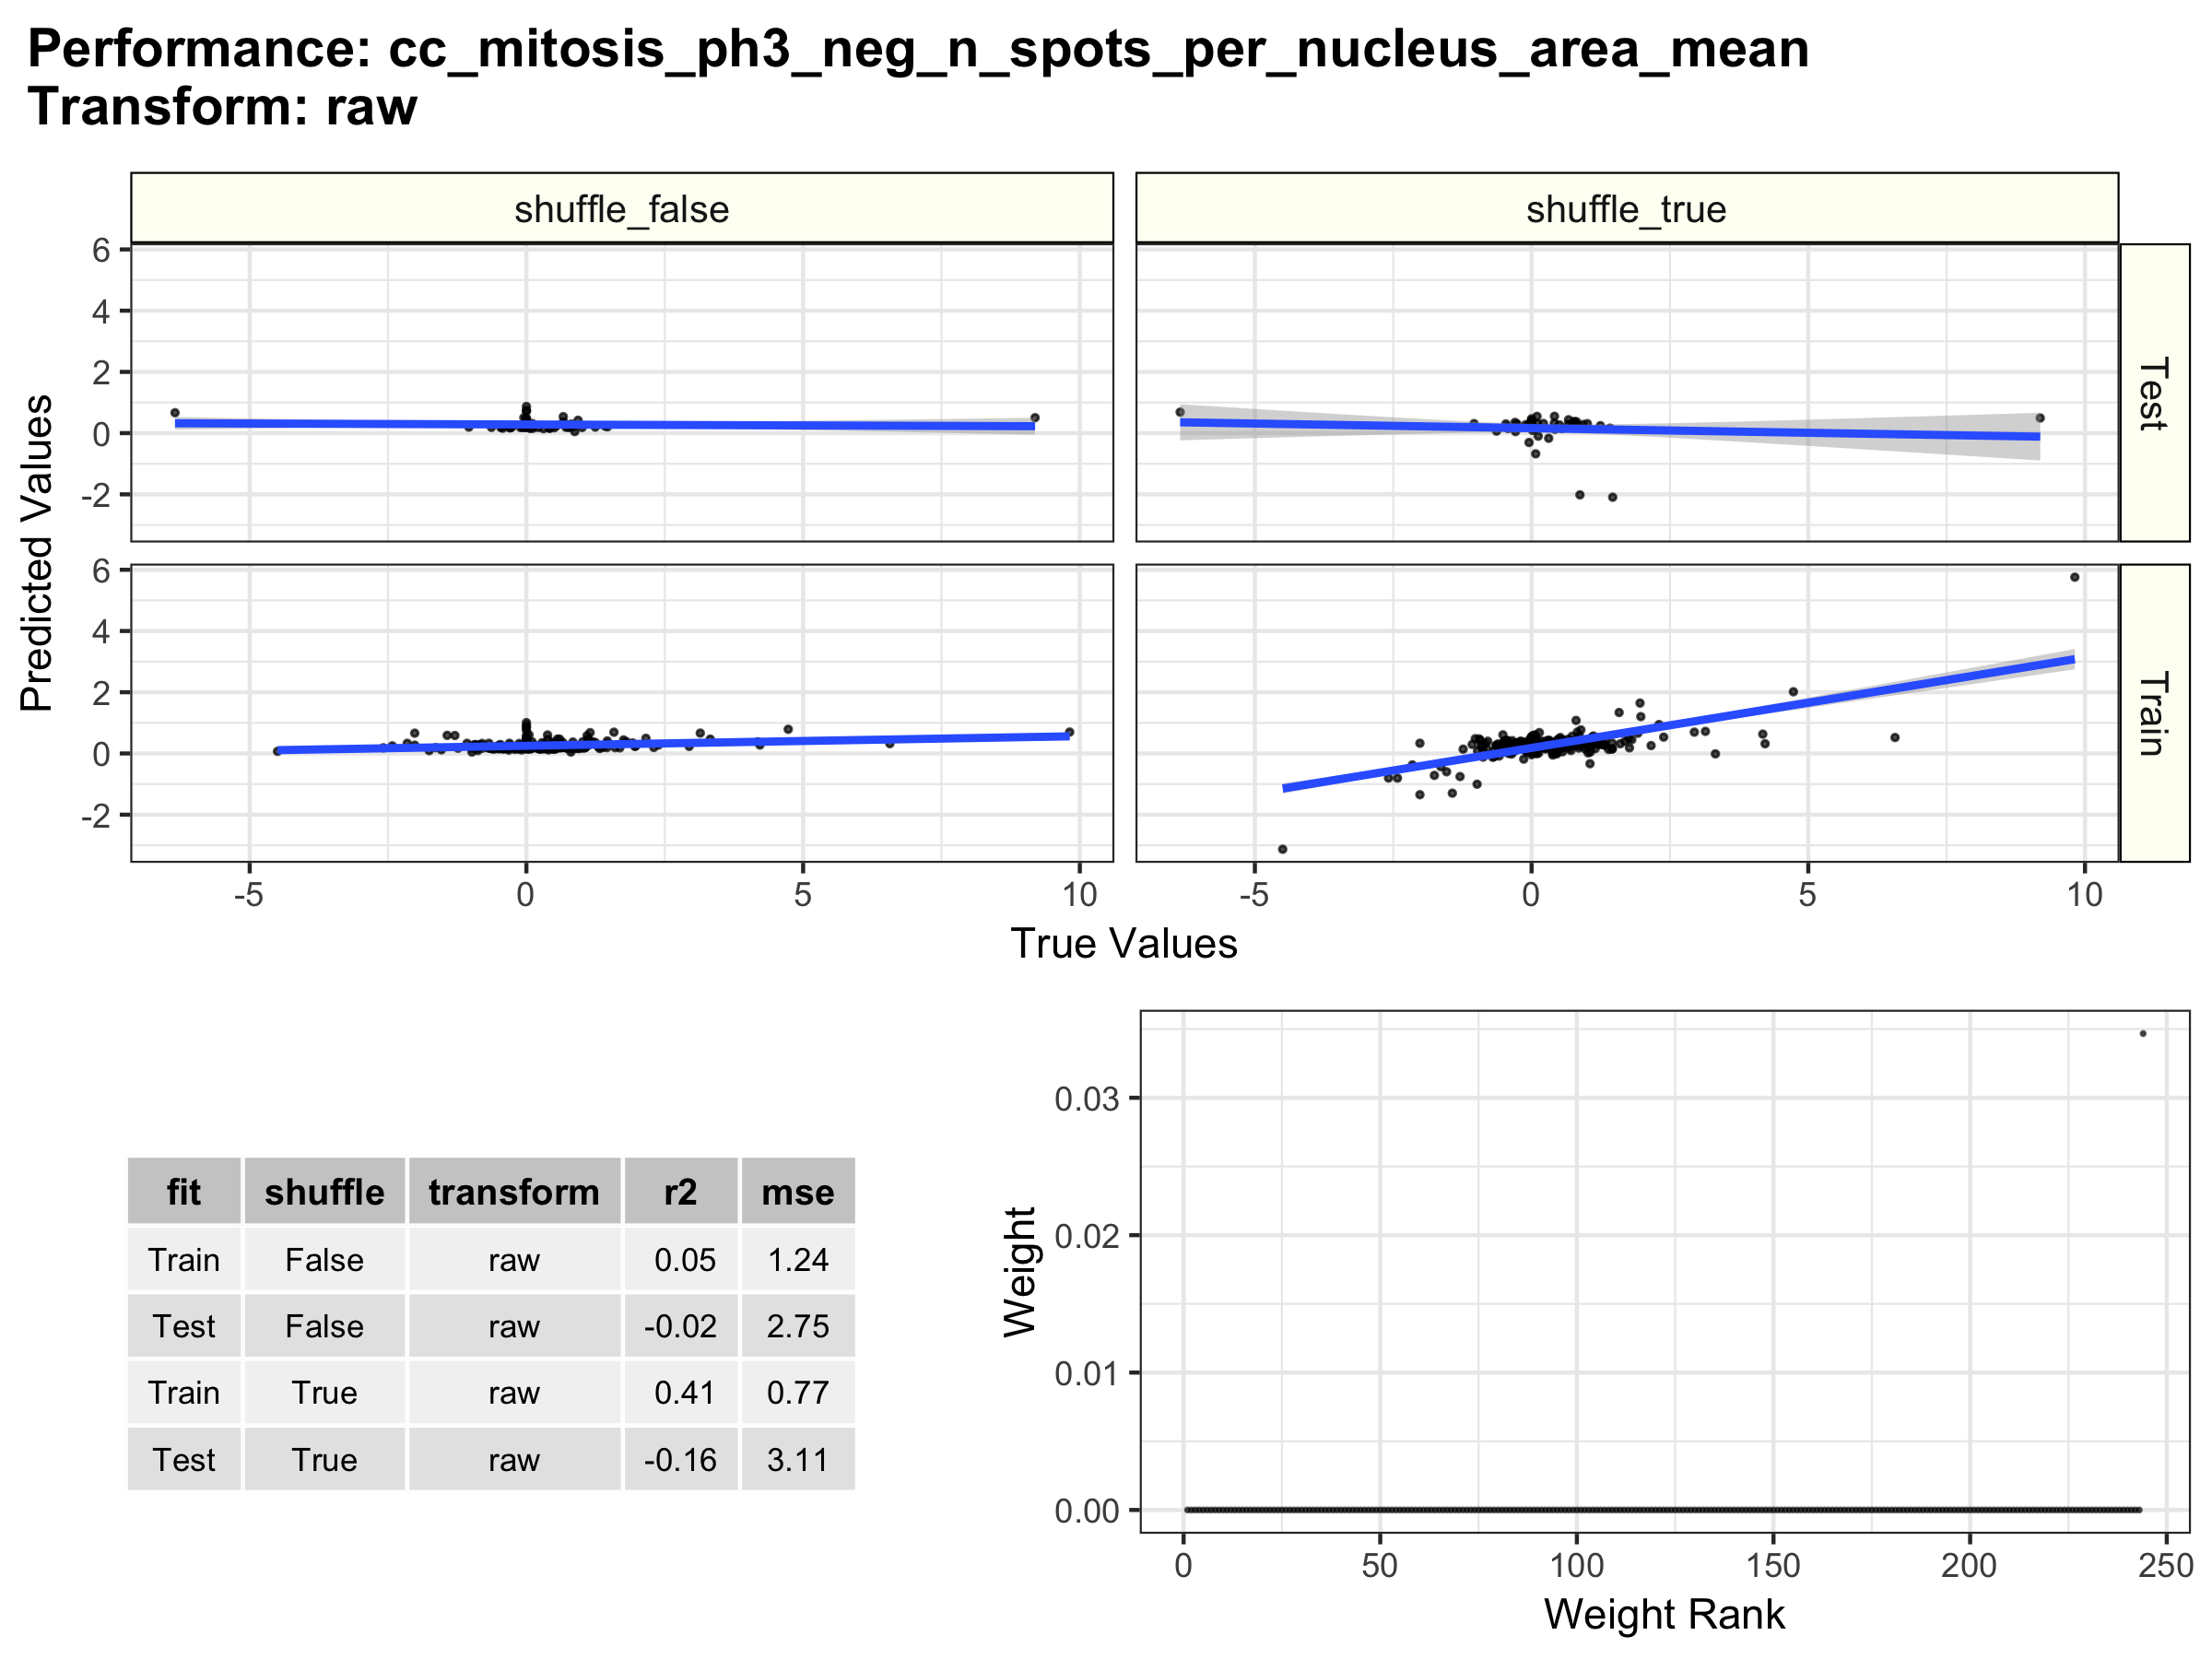 Performance: cc_mitosis_ph3_neg_n_spots_per_nucleus_area_mean
Transform: raw
shuffle_false
shuffle_true
6
4
2
0
-2
Test
6
4
2
0
-2
Train
Predicted Values
-5
0
5
10
-5
0
5
10
True Values
fit shuffle transform r2 mse
Train False raw 0.05 1.24
Test False raw -0.02 2.75
Train True raw 0.41 0.77
Test True raw -0.16 3.11
Weight
0.03
0.02
0.01
0.00
0
50
100
150
200
250
Weight Rank